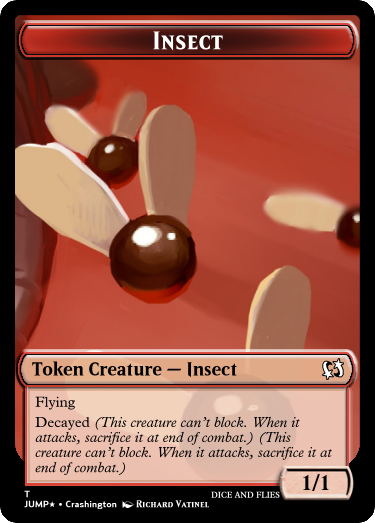 Insect
Token Creature — Insect
Flying
Decayed (This creature can't block. When it
attacks, sacrifice it at end of combat.) (This
creature can't block. When it attacks, sacrifice it at
end of combat.)
1/1
T
DICE AND FLIES
JUMP★ • Crashington Richard Vatinel